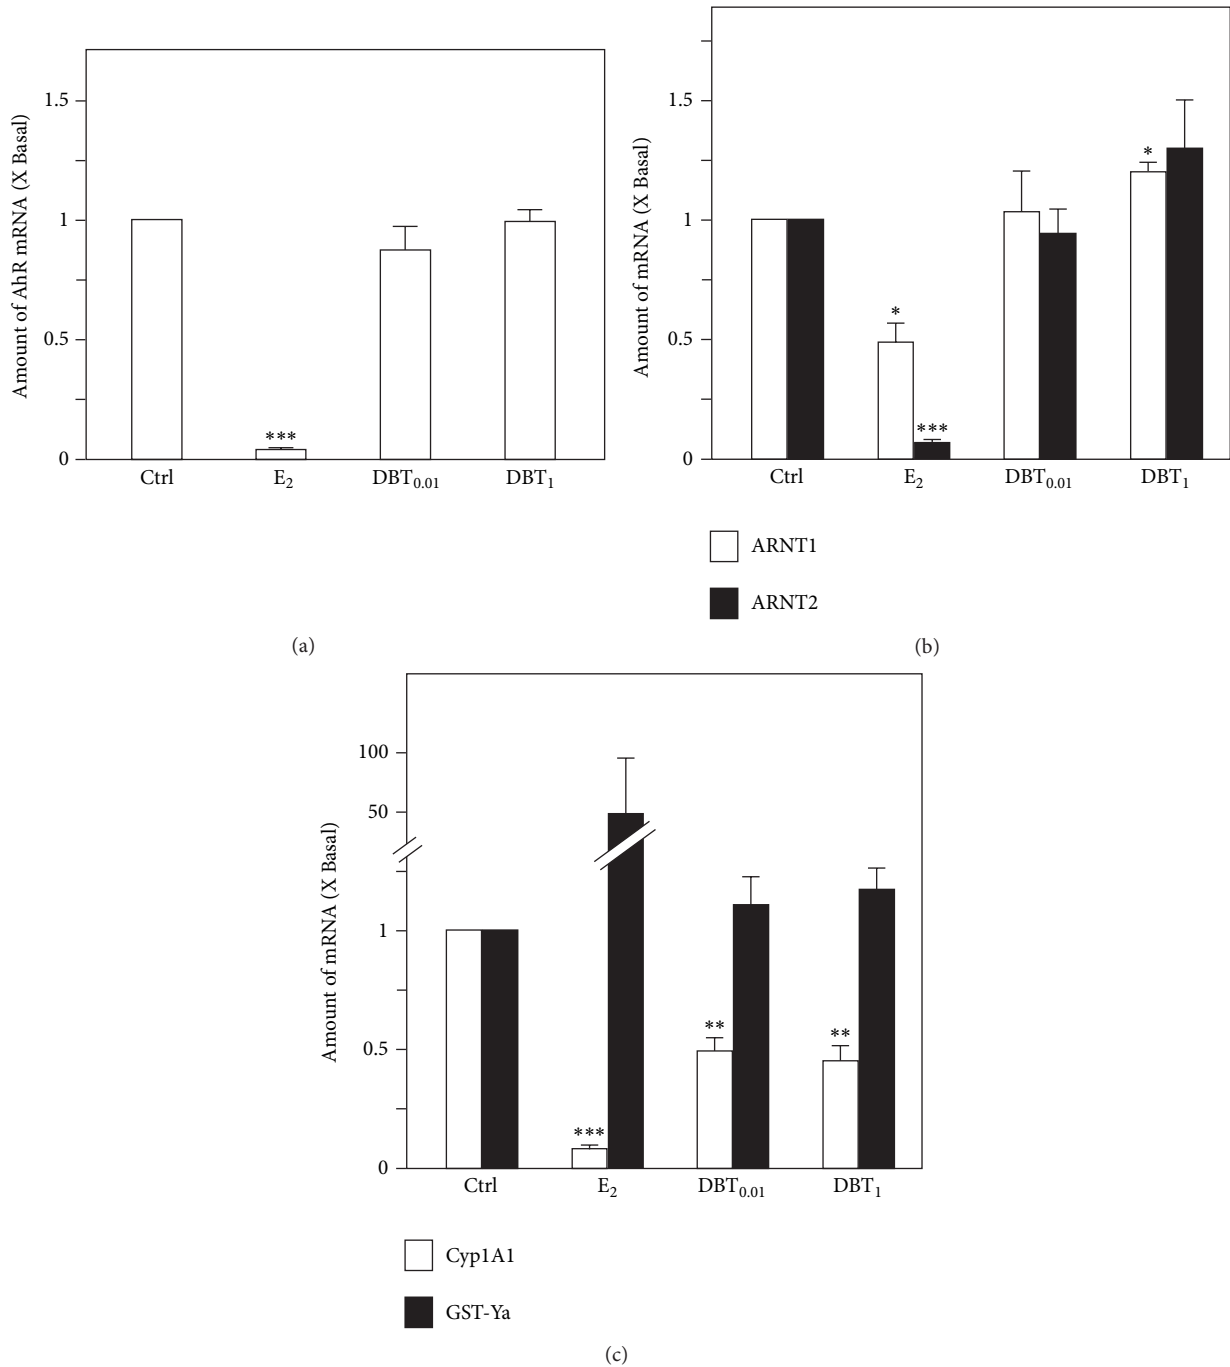 Amount of AhR mRNA (X Basal)
1.5
1
0.5
0
***
Ctrl E2 DBT0.01 DBT1
(a)
Amount of mRNA (X Basal)
1.5
1
0.5
0
*
***
*
Ctrl E2 DBT0.01 DBT1
ARNT1
ARNT2
(b)
Amount of mRNA (X Basal)
100
50
1
0.5
0
***
**
**
Ctrl E2 DBT0.01 DBT1
Cyp1A1
GST-Ya
(c)